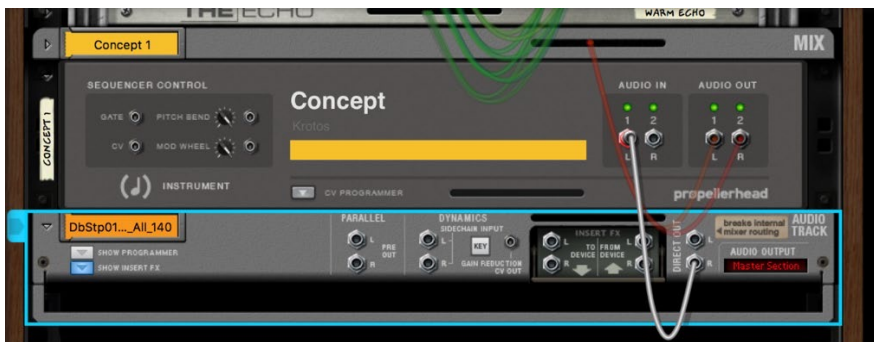 THE ECHO
WARM ECHO
Concept 1
MIX
SEQUENCER CONTROL
GATE
PITCH BEND
CV
MOD WHEEL
INSTRUMENT
CONCEPT 1
Concept
Krotos
CV PROGRAMMER
AUDIO IN
AUDIO OUT
1 2
1 2
L R
L R
propellerhead
DbStp01..._All_140
SHOW PROGRAMMER
SHOW INSERT FX
PARALLEL
L
PRE
OUT
R
DYNAMICS
SIDECHAIN INPUT
L
R
KEY
GAIN REDUCTION
CV OUT
INSERT FX
L TO DEVICE FROM DEVICE L
R R
DIRECT OUT
L
R
breaks internal
mixer routing
AUDIO
TRACK
AUDIO OUTPUT
Master Section